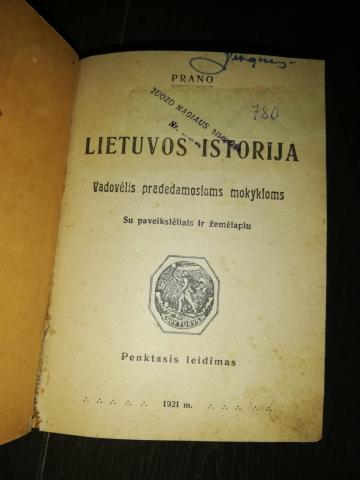 PRANO
JUOZO NAGIAUS
Nr.
780
LIETUVOS ISTORIJA
Vadovėlis pradedamosioms mokykloms
Su paveikslėliais ir žemėlapiu
Penktasis leidimas
1921 m.